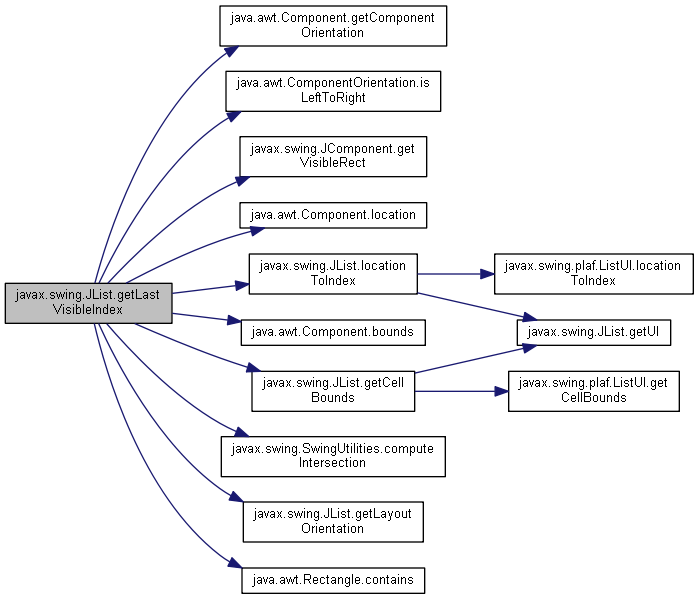 java.awt.Component.getComponent
Orientation
java.awt.ComponentOrientation.is
LeftToRight
javax.swing.JComponent.get
VisibleRect
java.awt.Component.location
javax.swing.JList.location
ToIndex
javax.swing.plaf.ListUI.location
ToIndex
javax.swing.JList.getLast
VisibleIndex
java.awt.Component.bounds
javax.swing.JList.getUI
javax.swing.JList.getCell
Bounds
javax.swing.plaf.ListUI.get
CellBounds
javax.swing.SwingUtilities.compute
Intersection
javax.swing.JList.getLayout
Orientation
java.awt.Rectangle.contains